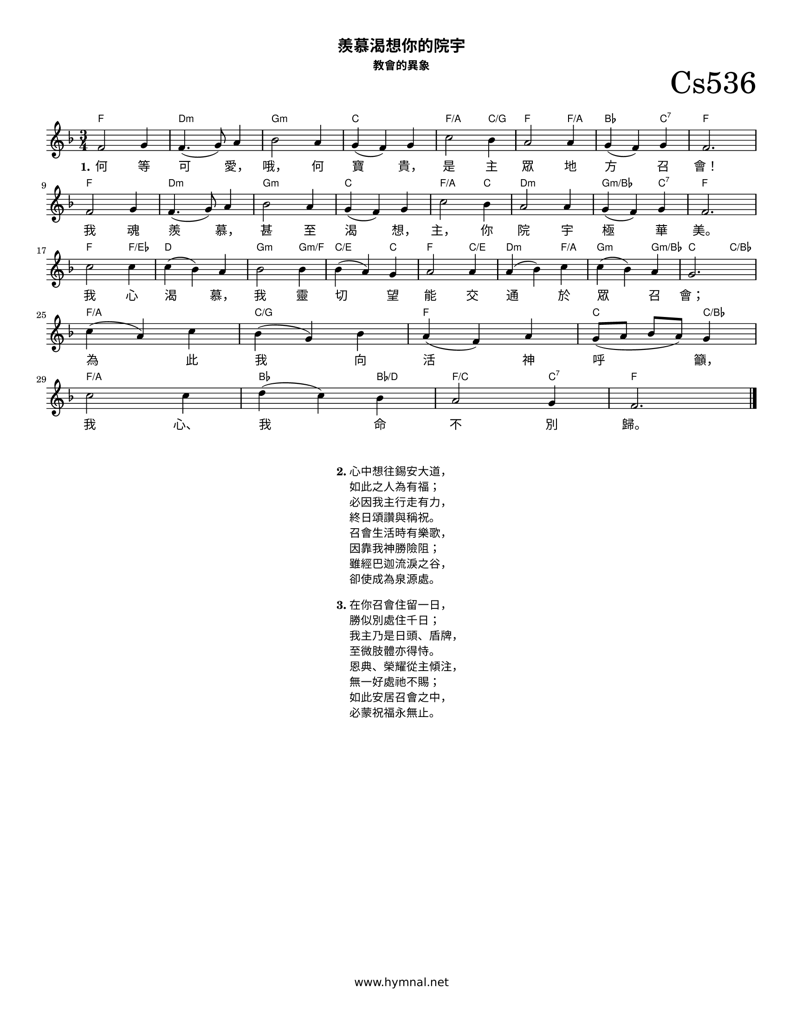 羨慕渴想你的院宇
教會的異象
Cs536
F Dm Gm C F/A C/G F F/A B♭ C7 F
1. 何 等 可 愛， 哦， 何 寶 貴， 是 主 眾 地 方 召 會！
9 F Dm Gm C F/A C Dm Gm/B♭ C7 F
我 魂 羨 慕， 甚 至 渴 想， 主， 你 院 宇 極 華 美。
17 F F/E♭ D Gm Gm/F C/E C F C/E Dm F/A Gm Gm/B♭ C C/B♭
我 心 渴 慕， 我 靈 切 望 能 交 通 於 眾 召 會；
25 F/A C/G F C C/B♭
為 此 我 向 活 神 呼 籲，
29 F/A B♭ B♭/D F/C C7 F
我 心、 我 命 不 別 歸。
2. 心中想往錫安大道，
如此之人為有福；
必因我主行走有力，
終日頌讚與稱祝。
召會生活時有樂歌，
因靠我神勝險阻；
雖經巴迦流淚之谷，
卻使成為泉源處。
3. 在你召會住留一日，
勝似別處住千日；
我主乃是日頭、盾牌，
至微肢體亦得恃。
恩典、榮耀從主傾注，
無一好處祂不賜；
如此安居召會之中，
必蒙祝福永無止。
www.hymnal.net